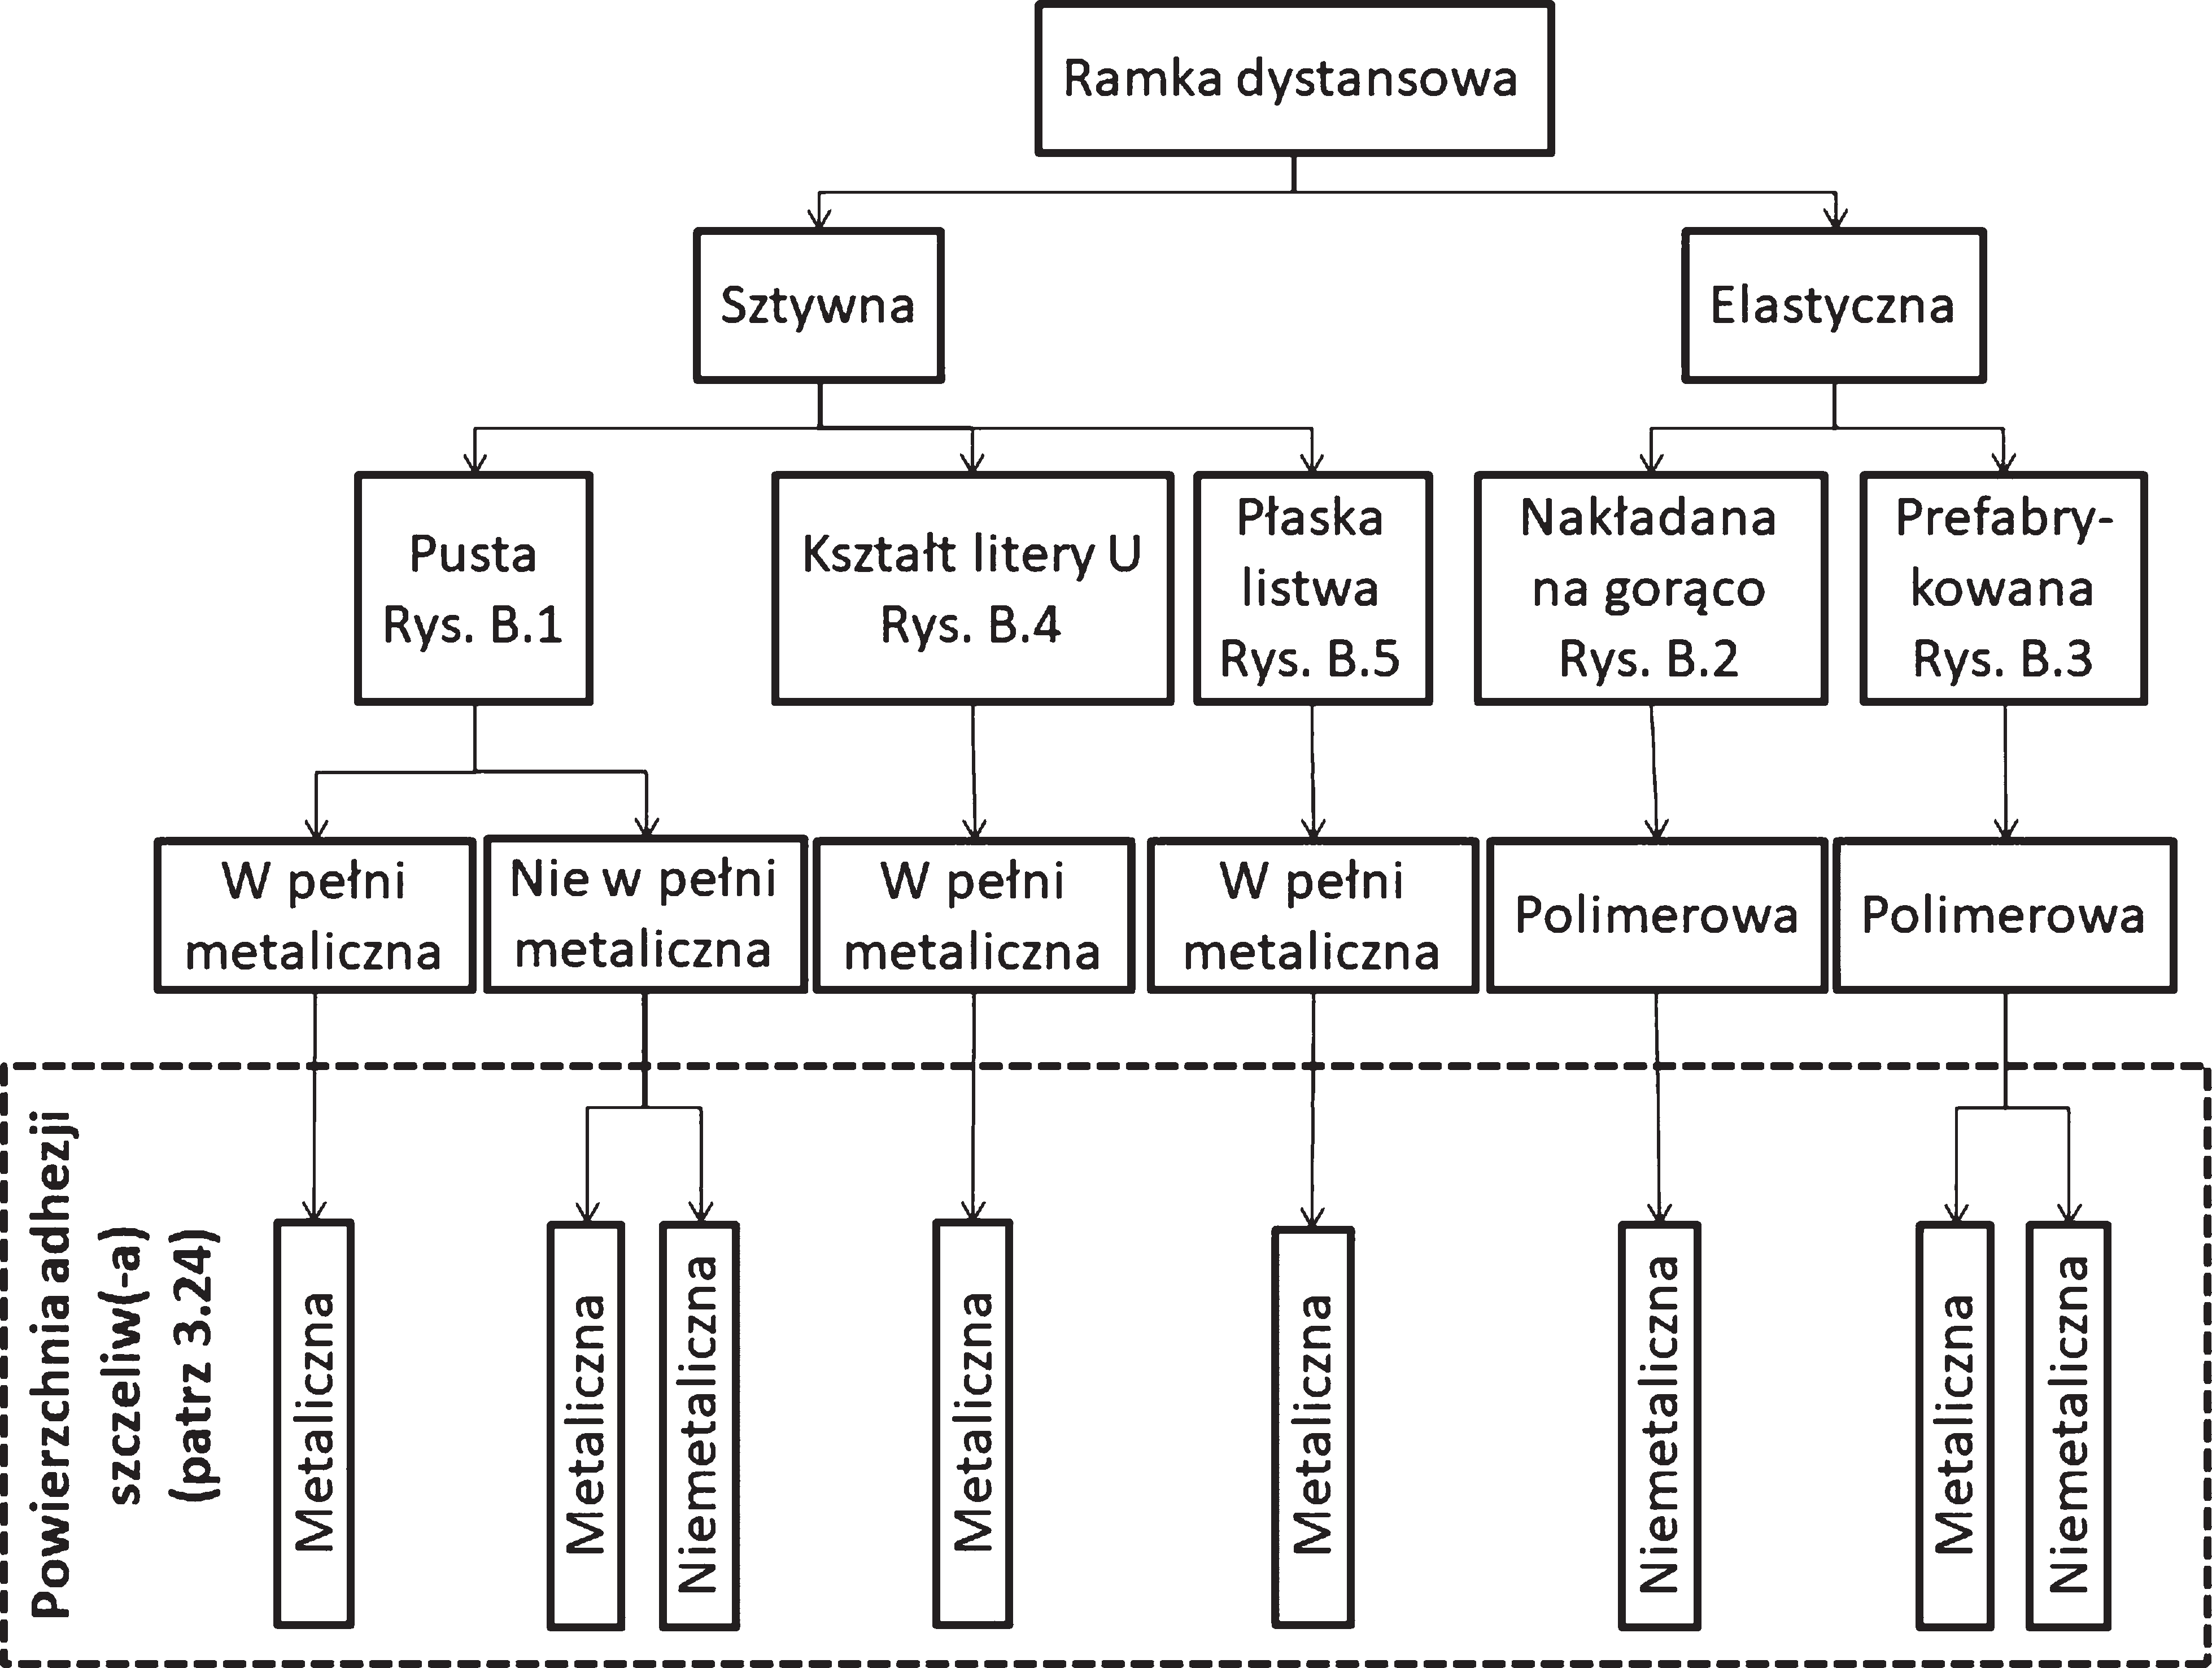 Ramka dystansowa
Sztywna
Elastyczna
Pusta
Rys. B.1
Kształt litery U
Rys. B.4
Płaska
listwa
Rys. B.5
Nakładana
na gorąco
Rys. B.2
Prefabry-
kowana
Rys. B.3
W pełni
metaliczna
Nie w pełni
metaliczna
W pełni
metaliczna
W pełni
metaliczna
Polimerowa
Polimerowa
Powierzchnia adhezji
szczeliw(-a)
(patrz 3.24)
Metaliczna
Metaliczna
Niemetaliczna
Metaliczna
Metaliczna
Niemetaliczna
Metaliczna
Niemetaliczna